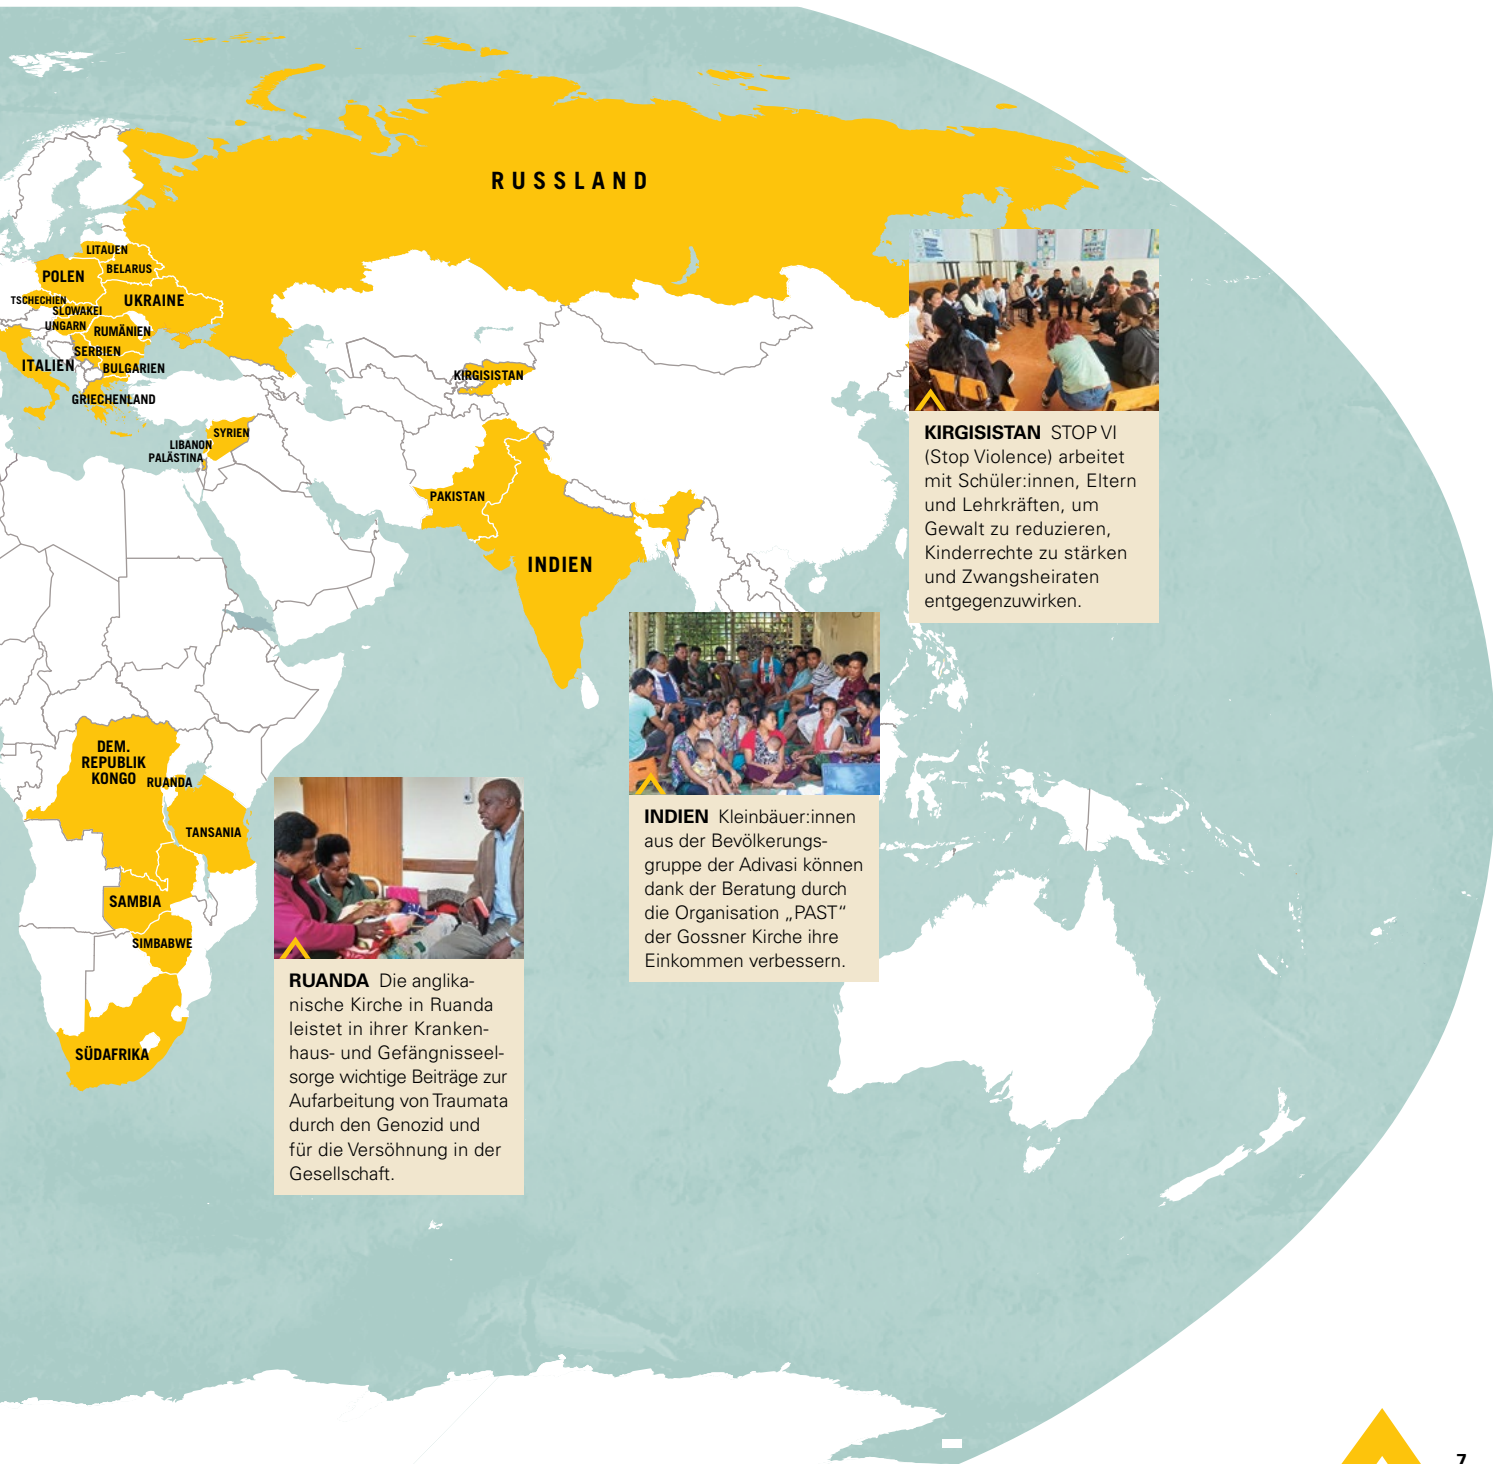 RUSSLAND
LITAUEN
BELARUS
POLEN
TSCHECHIEN
UKRAINE
SLOWAKEI
UNGARN
RUMÄNIEN
SERBIEN
ITALIEN
BULGARIEN
KIRGISISTAN
GRIECHENLAND
SYRIEN
LIBANON
PALÄSTINA
PAKISTAN
INDIEN
KIRGISISTAN STOP VI
(Stop Violence) arbeitet
mit Schüler:innen, Eltern
und Lehrkräften, um
Gewalt zu reduzieren,
Kinderrechte zu stärken
und Zwangsheiraten
entgegenzuwirken.
DEM.
REPUBLIK
KONGO
RUANDA
TANSANIA
SAMBIA
SIMBABWE
SÜDAFRIKA
INDIEN Kleinbäuer:innen
aus der Bevölkerungs-
gruppe der Adivasi können
dank der Beratung durch
die Organisation „PAST“
der Gossner Kirche ihre
Einkommen verbessern.
RUANDA Die anglika-
nische Kirche in Ruanda
leistet in ihrer Kranken-
haus- und Gefängnisseel-
sorge wichtige Beiträge zur
Aufarbeitung von Traumata
durch den Genozid und
für die Versöhnung in der
Gesellschaft.
7